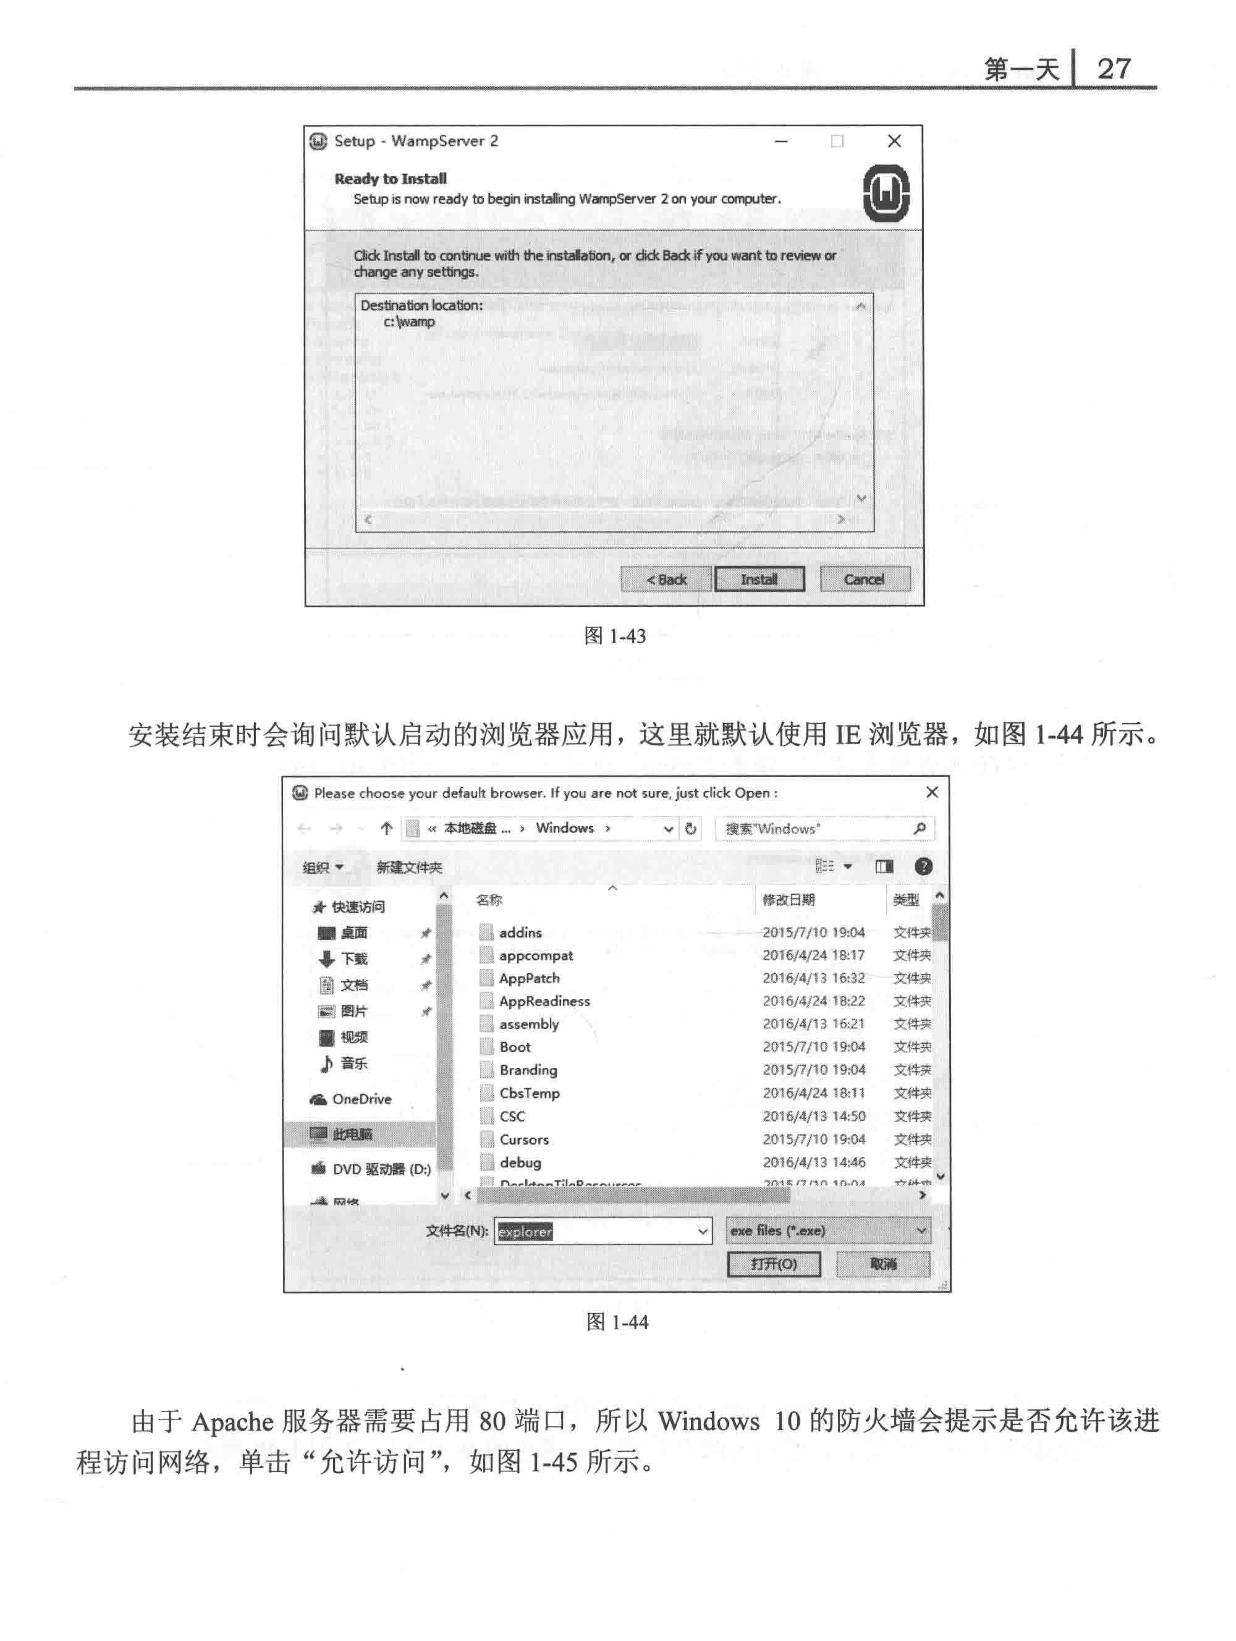 第一天 27
Setup - WampServer 2
Ready to Install
Setup is now ready to begin installing WampServer 2 on your computer.
Click Install to continue with the installation, or click Back if you want to review or
change any settings.
Destination location:
c:\wamp
< Back Install Cancel
图 1-43
安装结束时会询问默认启动的浏览器应用，这里就默认使用 IE 浏览器，如图 1-44 所示。
Please choose your default browser. If you are not sure, just click Open :
« 本地磁盘 ... › Windows › 搜索"Windows"
组织 新建文件夹
名称 修改日期 类型
快速访问
桌面
下载
文档
图片
视频
音乐
OneDrive
此电脑
DVD 驱动器 (D:)
网络
addins 2015/7/10 19:04 文件夹
appcompat 2016/4/24 18:17 文件夹
AppPatch 2016/4/13 16:32 文件夹
AppReadiness 2016/4/24 18:22 文件夹
assembly 2016/4/13 16:21 文件夹
Boot 2015/7/10 19:04 文件夹
Branding 2015/7/10 19:04 文件夹
CbsTemp 2016/4/24 18:11 文件夹
CSC 2016/4/13 14:50 文件夹
Cursors 2015/7/10 19:04 文件夹
debug 2016/4/13 14:46 文件夹
DesktopTileResources 2015/7/10 19:04 文件夹
文件名(N): explorer exe files (*.exe)
打开(O) 取消
图 1-44
由于 Apache 服务器需要占用 80 端口，所以 Windows 10 的防火墙会提示是否允许该进
程访问网络，单击“允许访问”，如图 1-45 所示。